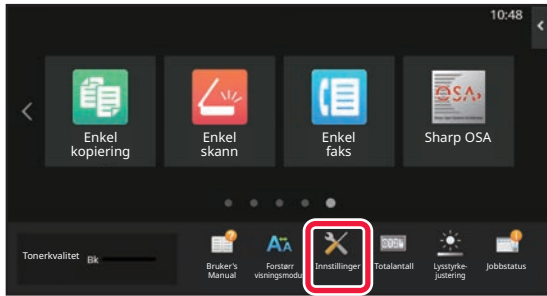 10:48
Enkel
kopiering
Enkel
skann
Enkel
faks
OSA
Sharp OSA
Tonerkvalitet Bk
Bruker's
Manual
Forstørr
visningsmodu
Innstillinger
Totalantall
Lysstyrke-
justering
Jobbstatus